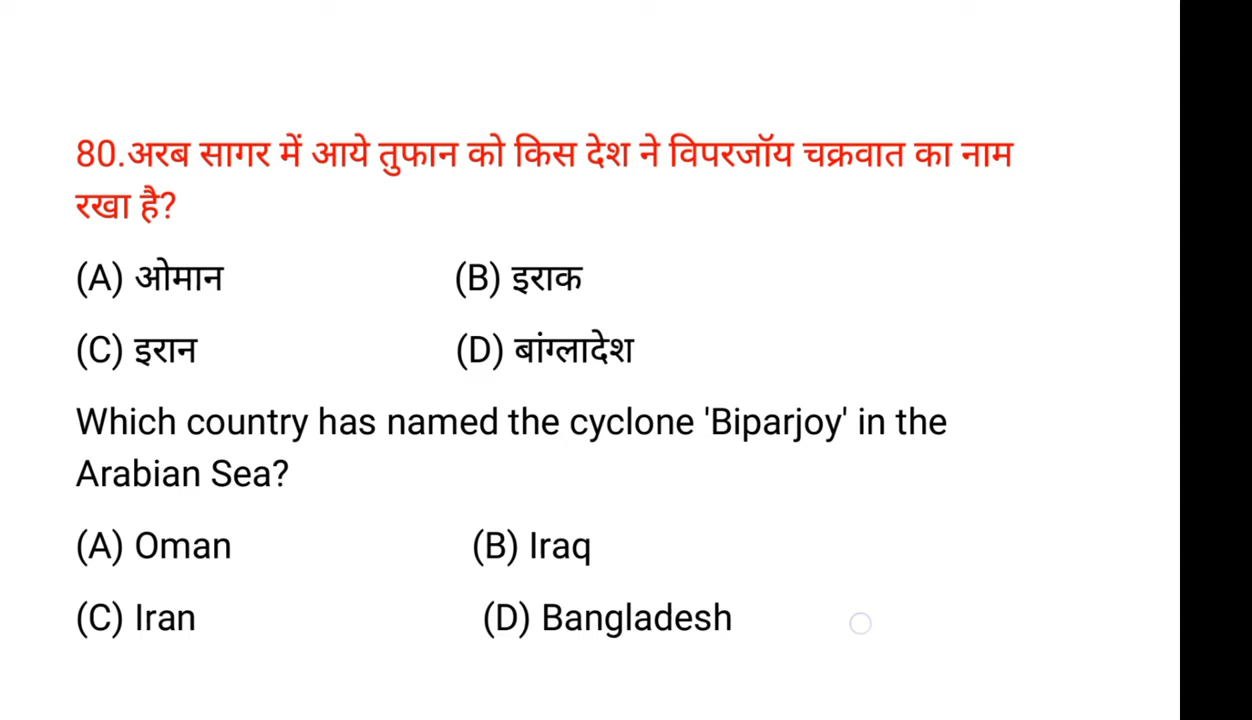 80.अरब सागर में आये तुफान को किस देश ने विपरजॉय चक्रवात का नाम
रखा है?
(A) ओमान (B) इराक
(C) इरान (D) बांग्लादेश
Which country has named the cyclone 'Biparjoy' in the
Arabian Sea?
(A) Oman (B) Iraq
(C) Iran (D) Bangladesh